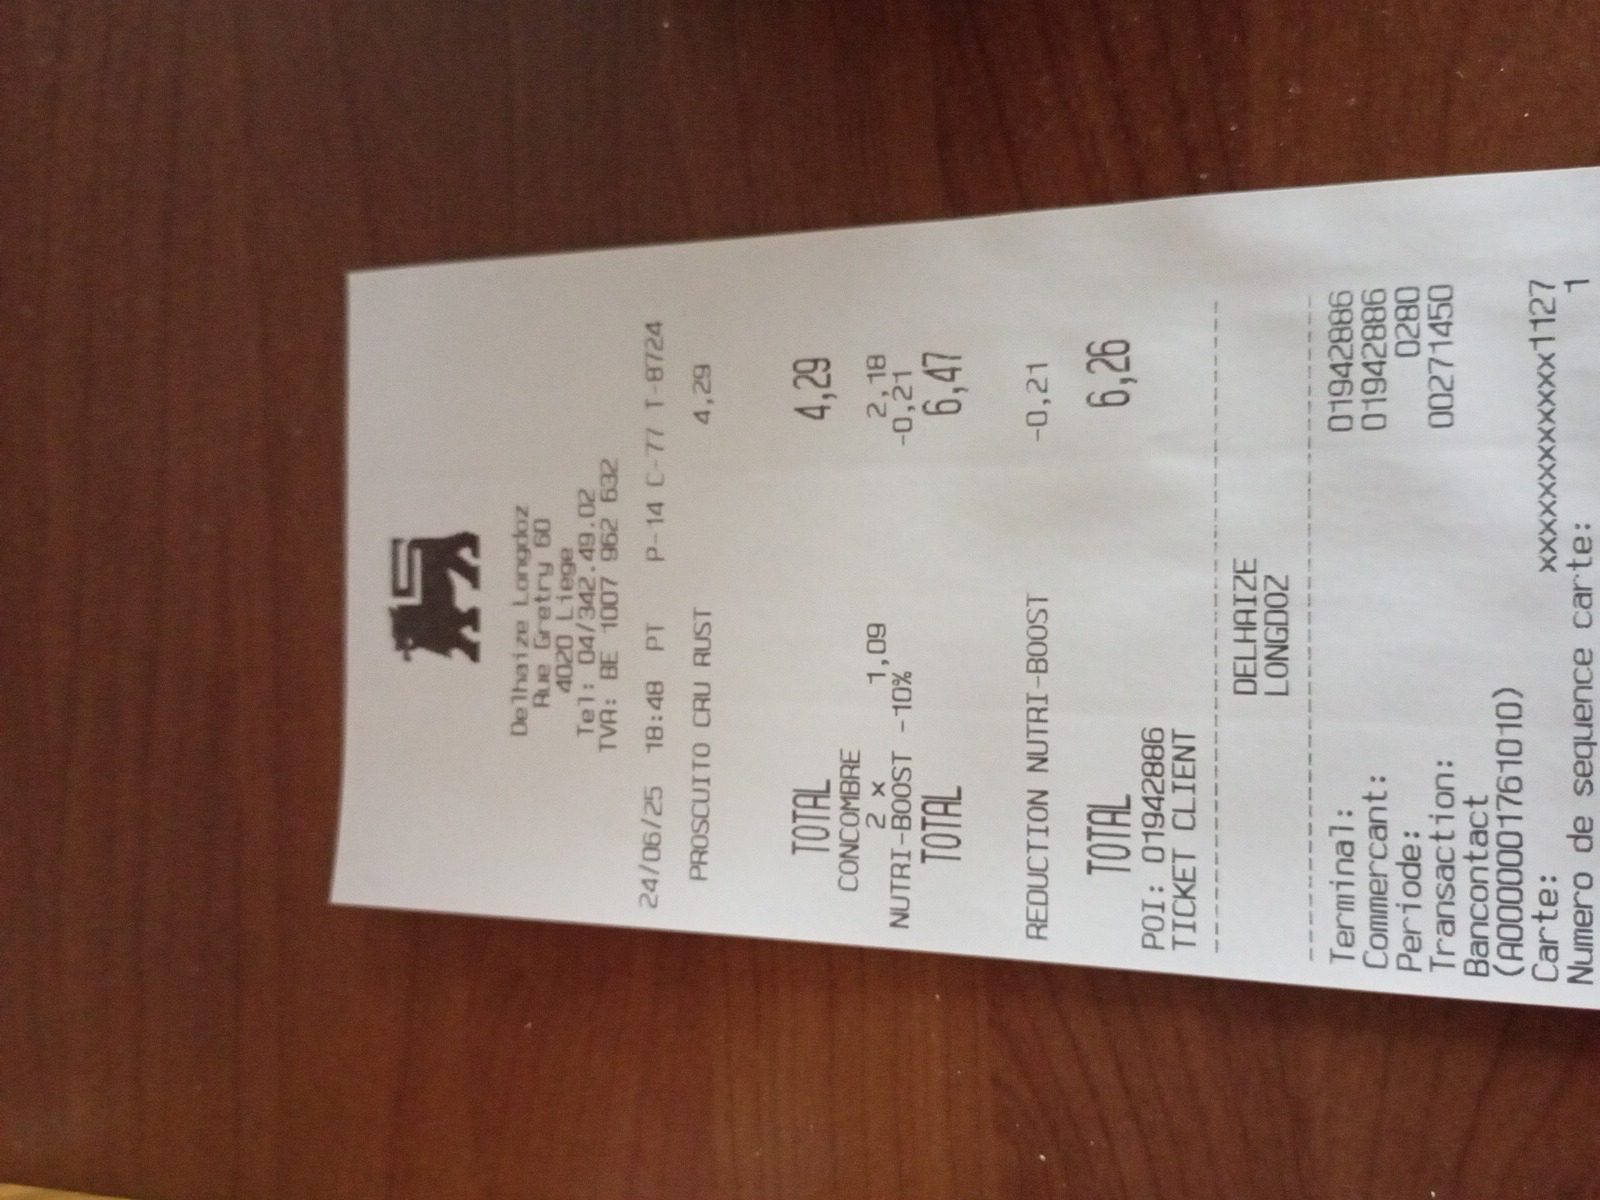 Delhaize Longdoz
Rue Gretry 60
4020 Liege
Tel: 04/342.49.02
TVA: BE 1007 962 632
24/06/25 18:48 PT P-14 C-77 T-8724
PROSCUITO CRU RUST 4,29
TOTAL 4,29
CONCOMBRE
2 x 1,09 2,18
NUTRI-BOOST -10% -0,21
TOTAL 6,47
REDUCTION NUTRI-BOOST -0,21
TOTAL 6,26
POI: 01942886
TICKET CLIENT
DELHAIZE
LONGDOZ
Terminal: 01942886
Commercant: 01942886
Periode: 0280
Transaction: 00271450
Bancontact
(A0000001761010)
Carte: xxxxxxxxxxxxx1127
Numero de sequence carte: 1